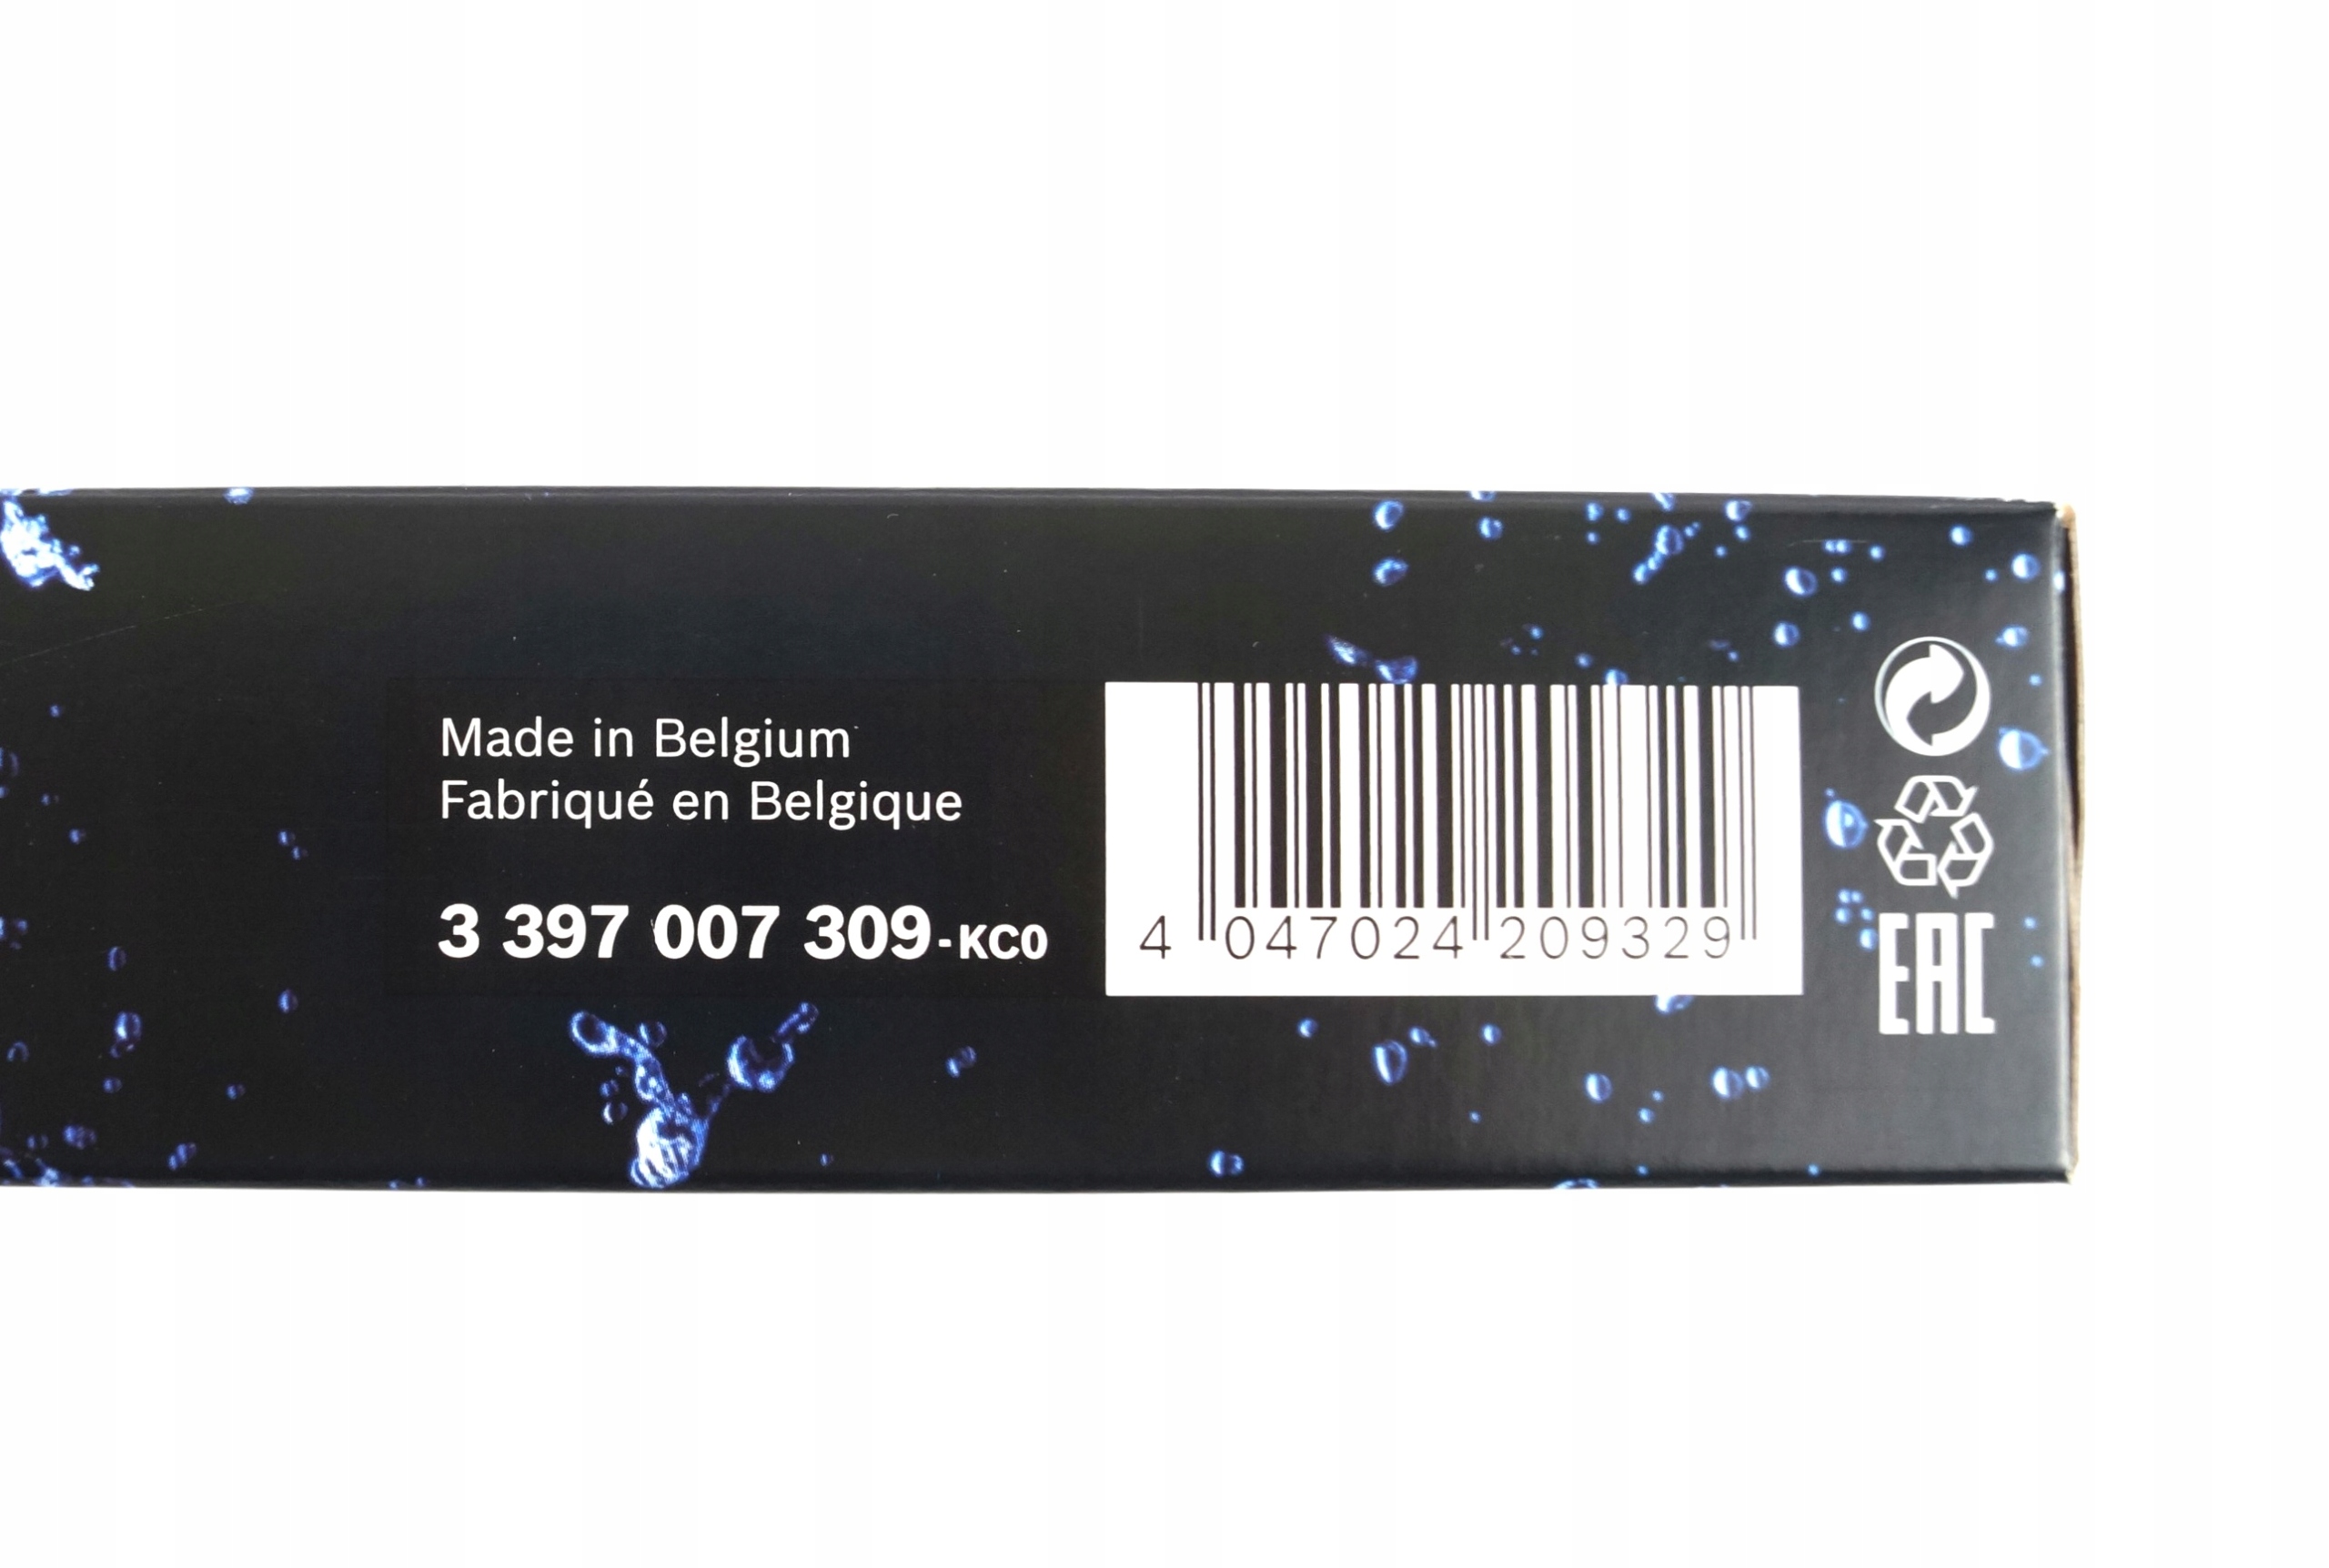 Made in Belgium
Fabriqué en Belgique
3 397 007 309-KC0
4 047024 209329
EAC